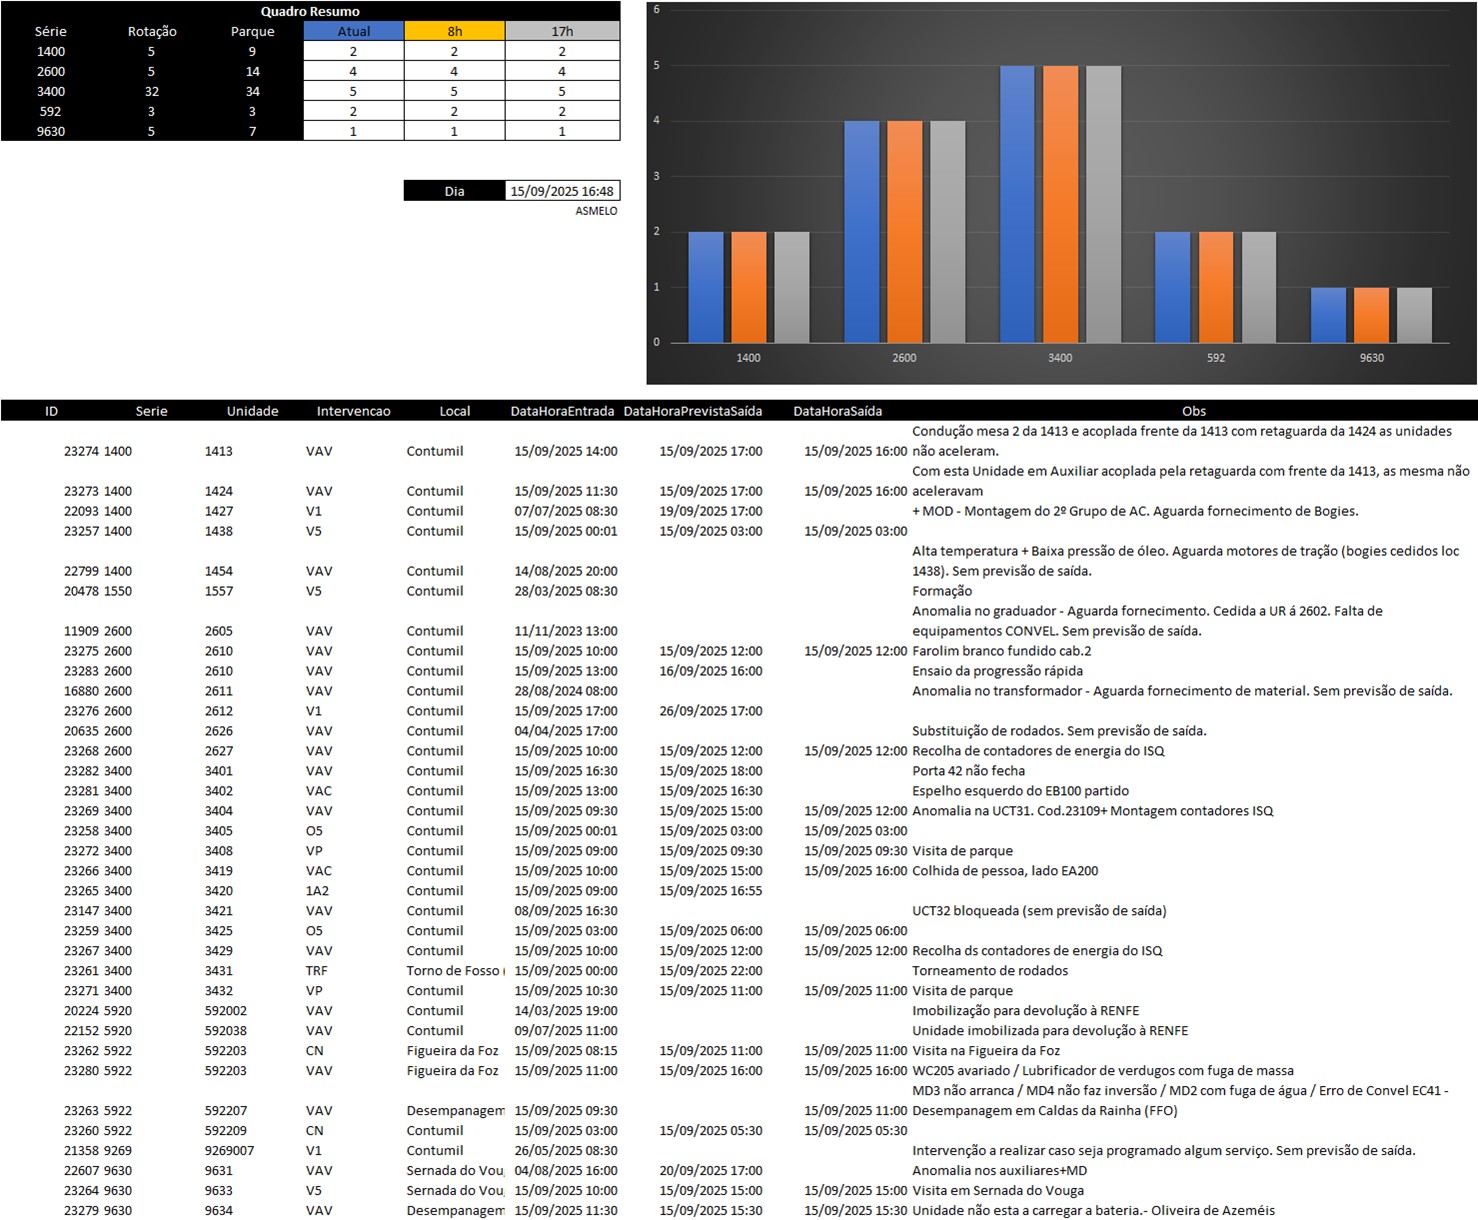 Quadro Resumo
Série Rotação Parque Atual 8h 17h
1400 5 9 2 2 2
2600 5 14 4 4 4
3400 32 34 5 5 5
592 3 3 2 2 2
9630 5 7 1 1 1
Dia 15/09/2025 16:48
ASMELO
6
5
4
3
2
1
0
1400 2600 3400 592 9630
ID Serie Unidade Intervencao Local DataHoraEntrada DataHoraPrevistaSaída DataHoraSaída Obs
Condução mesa 2 da 1413 e acoplada frente da 1413 com retaguarda da 1424 as unidades
23274 1400 1413 VAV Contumil 15/09/2025 14:00 15/09/2025 17:00 15/09/2025 16:00 não aceleram.
Com esta Unidade em Auxiliar acoplada pela retaguarda com frente da 1413, as mesma não
23273 1400 1424 VAV Contumil 15/09/2025 11:30 15/09/2025 17:00 15/09/2025 16:00 aceleravam
22093 1400 1427 V1 Contumil 07/07/2025 08:30 19/09/2025 17:00 + MOD - Montagem do 2º Grupo de AC. Aguarda fornecimento de Bogies.
23257 1400 1438 V5 Contumil 15/09/2025 00:01 15/09/2025 03:00 15/09/2025 03:00
Alta temperatura + Baixa pressão de óleo. Aguarda motores de tração (bogies cedidos loc
22799 1400 1454 VAV Contumil 14/08/2025 20:00 1438). Sem previsão de saída.
20478 1550 1557 V5 Contumil 28/03/2025 08:30 Formação
Anomalia no graduador - Aguarda fornecimento. Cedida a UR á 2602. Falta de
11909 2600 2605 VAV Contumil 11/11/2023 13:00 equipamentos CONVEL. Sem previsão de saída.
23275 2600 2610 VAV Contumil 15/09/2025 10:00 15/09/2025 12:00 15/09/2025 12:00 Farolim branco fundido cab.2
23283 2600 2610 VAV Contumil 15/09/2025 13:00 16/09/2025 16:00 Ensaio da progressão rápida
16880 2600 2611 VAV Contumil 28/08/2024 08:00 Anomalia no transformador - Aguarda fornecimento de material. Sem previsão de saída.
23276 2600 2612 V1 Contumil 15/09/2025 17:00 26/09/2025 17:00
20635 2600 2626 VAV Contumil 04/04/2025 17:00 Substituição de rodados. Sem previsão de saída.
23268 2600 2627 VAV Contumil 15/09/2025 10:00 15/09/2025 12:00 15/09/2025 12:00 Recolha de contadores de energia do ISQ
23282 3400 3401 VAV Contumil 15/09/2025 16:30 15/09/2025 18:00 Porta 42 não fecha
23281 3400 3402 VAC Contumil 15/09/2025 13:00 15/09/2025 16:30 Espelho esquerdo do EB100 partido
23269 3400 3404 VAV Contumil 15/09/2025 09:30 15/09/2025 15:00 15/09/2025 12:00 Anomalia na UCT31. Cod.23109+ Montagem contadores ISQ
23258 3400 3405 O5 Contumil 15/09/2025 00:01 15/09/2025 03:00 15/09/2025 03:00
23272 3400 3408 VP Contumil 15/09/2025 09:00 15/09/2025 09:30 15/09/2025 09:30 Visita de parque
23266 3400 3419 VAC Contumil 15/09/2025 10:00 15/09/2025 15:00 15/09/2025 16:00 Colhida de pessoa, lado EA200
23265 3400 3420 1A2 Contumil 15/09/2025 09:00 15/09/2025 16:55
23147 3400 3421 VAV Contumil 08/09/2025 16:30 UCT32 bloqueada (sem previsão de saída)
23259 3400 3425 O5 Contumil 15/09/2025 03:00 15/09/2025 06:00 15/09/2025 06:00
23267 3400 3429 VAV Contumil 15/09/2025 10:00 15/09/2025 12:00 15/09/2025 12:00 Recolha ds contadores de energia do ISQ
23261 3400 3431 TRF Torno de Fosso ( 15/09/2025 00:00 15/09/2025 22:00 Torneamento de rodados
23271 3400 3432 VP Contumil 15/09/2025 10:30 15/09/2025 11:00 15/09/2025 11:00 Visita de parque
20224 5920 592002 VAV Contumil 14/03/2025 19:00 Imobilização para devolução à RENFE
22152 5920 592038 VAV Contumil 09/07/2025 11:00 Unidade imobilizada para devolução à RENFE
23262 5922 592203 CN Figueira da Foz 15/09/2025 08:15 15/09/2025 11:00 15/09/2025 11:00 Visita na Figueira da Foz
23280 5922 592203 VAV Figueira da Foz 15/09/2025 11:00 15/09/2025 16:00 15/09/2025 16:00 WC205 avariado / Lubrificador de verdugos com fuga de massa
MD3 não arranca / MD4 não faz inversão / MD2 com fuga de água / Erro de Convel EC41 -
23263 5922 592207 VAV Desempanagem 15/09/2025 09:30 15/09/2025 11:00 Desempanagem em Caldas da Rainha (FFO)
23260 5922 592209 CN Contumil 15/09/2025 03:00 15/09/2025 05:30 15/09/2025 05:30
21358 9269 9269007 V1 Contumil 26/05/2025 08:30 Intervenção a realizar caso seja programado algum serviço. Sem previsão de saída.
22607 9630 9631 VAV Sernada do Vou 04/08/2025 16:00 20/09/2025 17:00 Anomalia nos auxiliares+MD
23264 9630 9633 V5 Sernada do Vou 15/09/2025 10:00 15/09/2025 15:00 15/09/2025 15:00 Visita em Sernada do Vouga
23279 9630 9634 VAV Desempanagem 15/09/2025 11:30 15/09/2025 15:30 15/09/2025 15:30 Unidade não esta a carregar a bateria.- Oliveira de Azeméis